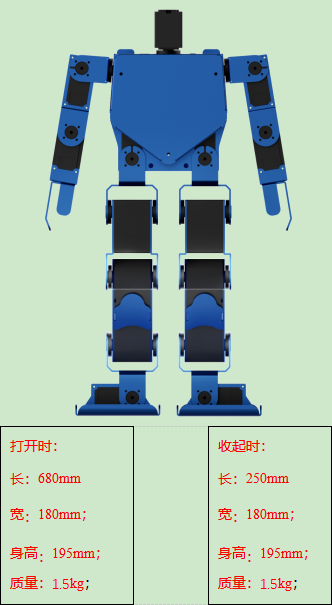 打开时：
长：680mm
宽：180mm；
身高：195mm；
质量：1.5kg；
收起时：
长：250mm
宽：180mm；
身高：195mm；
质量：1.5kg；